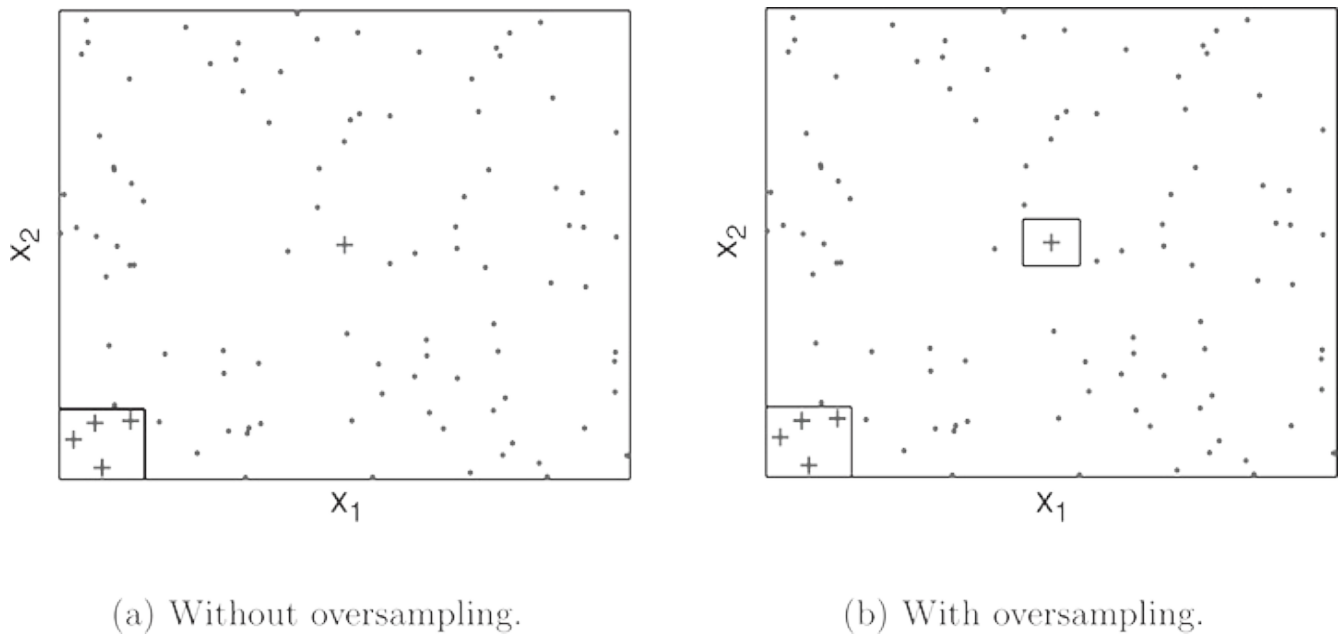 x₂
x₁
(a) Without oversampling.
x₂
x₁
(b) With oversampling.